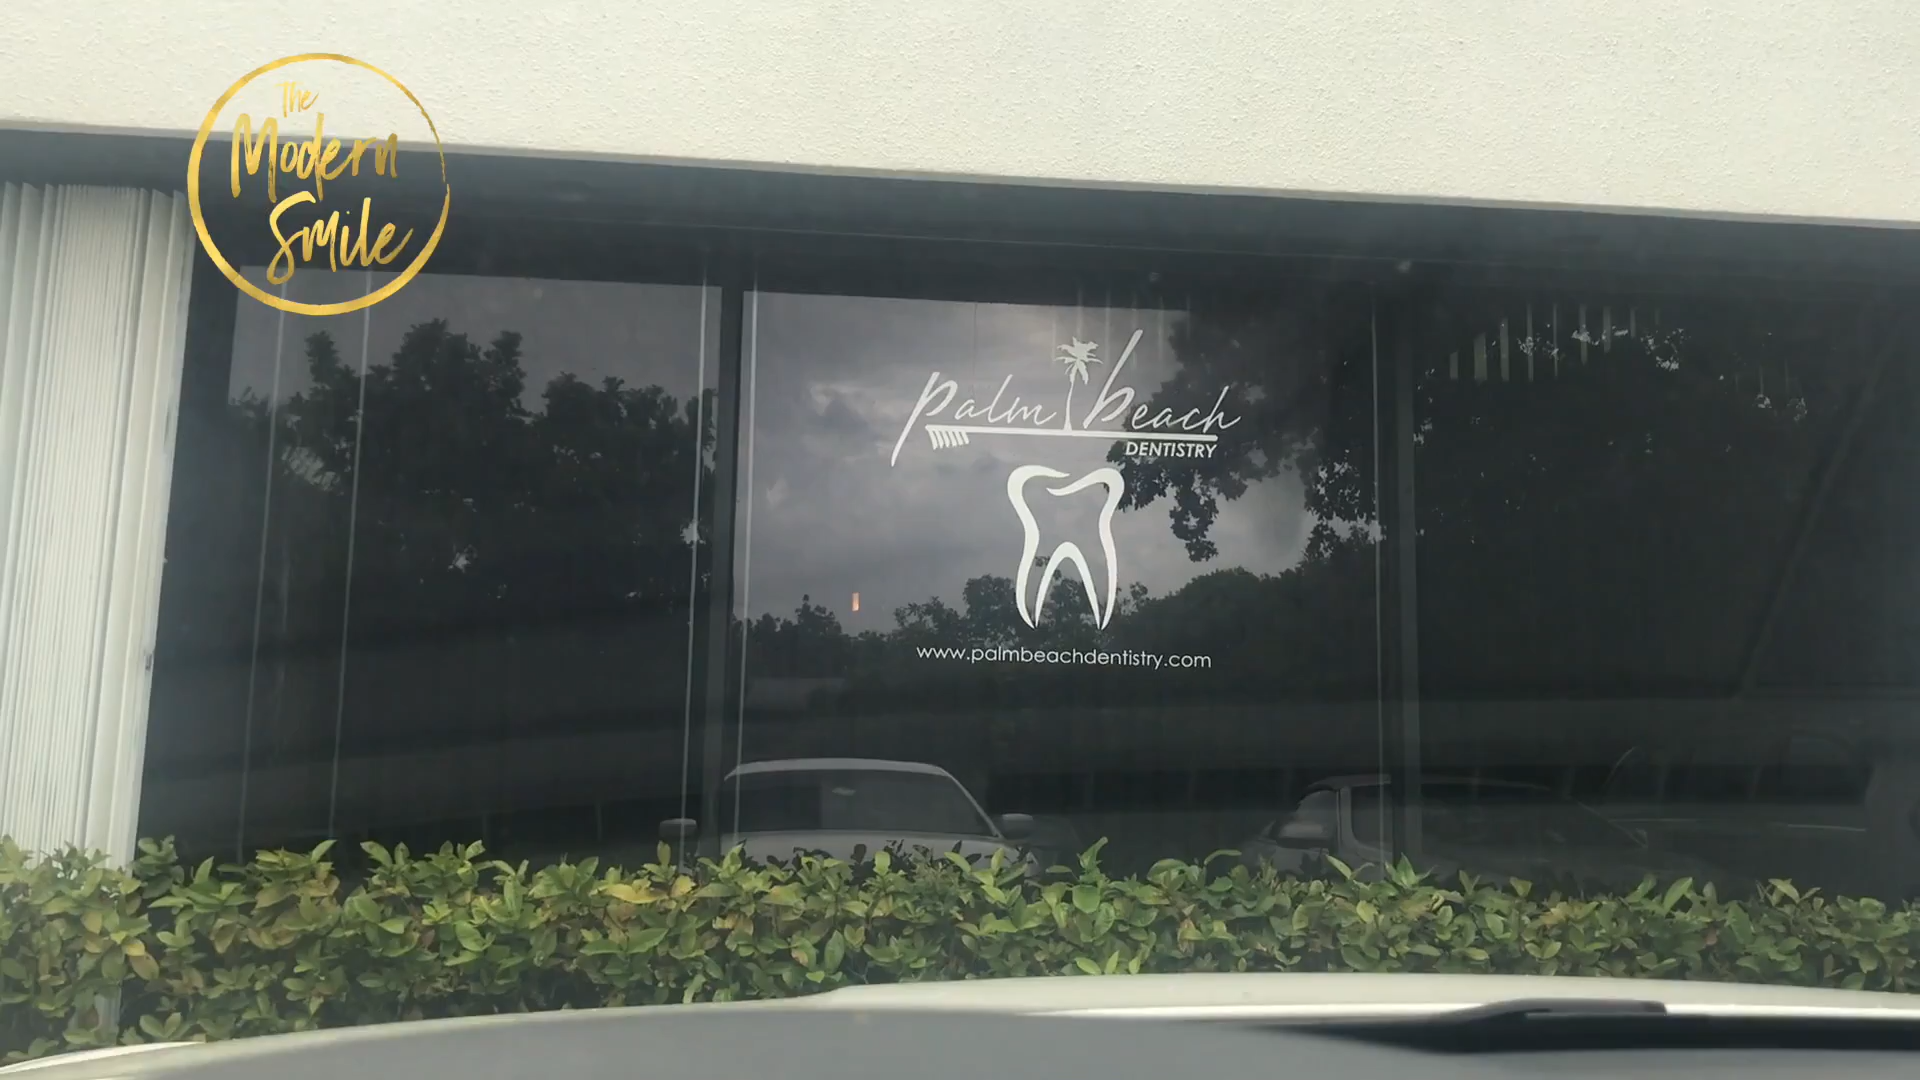 The
Modern
Smile
palm beach
DENTISTRY
www.palmbeachdentistry.com